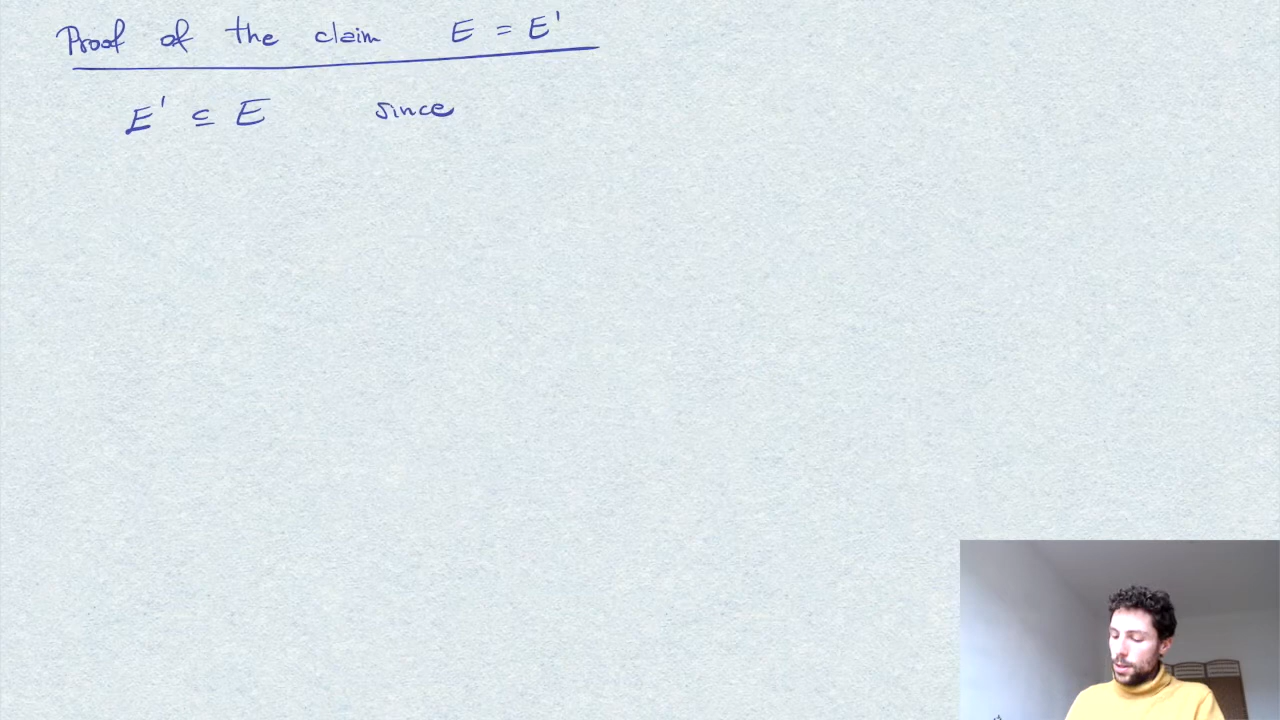 Proof of the claim E = E'
E' ⊆ E since